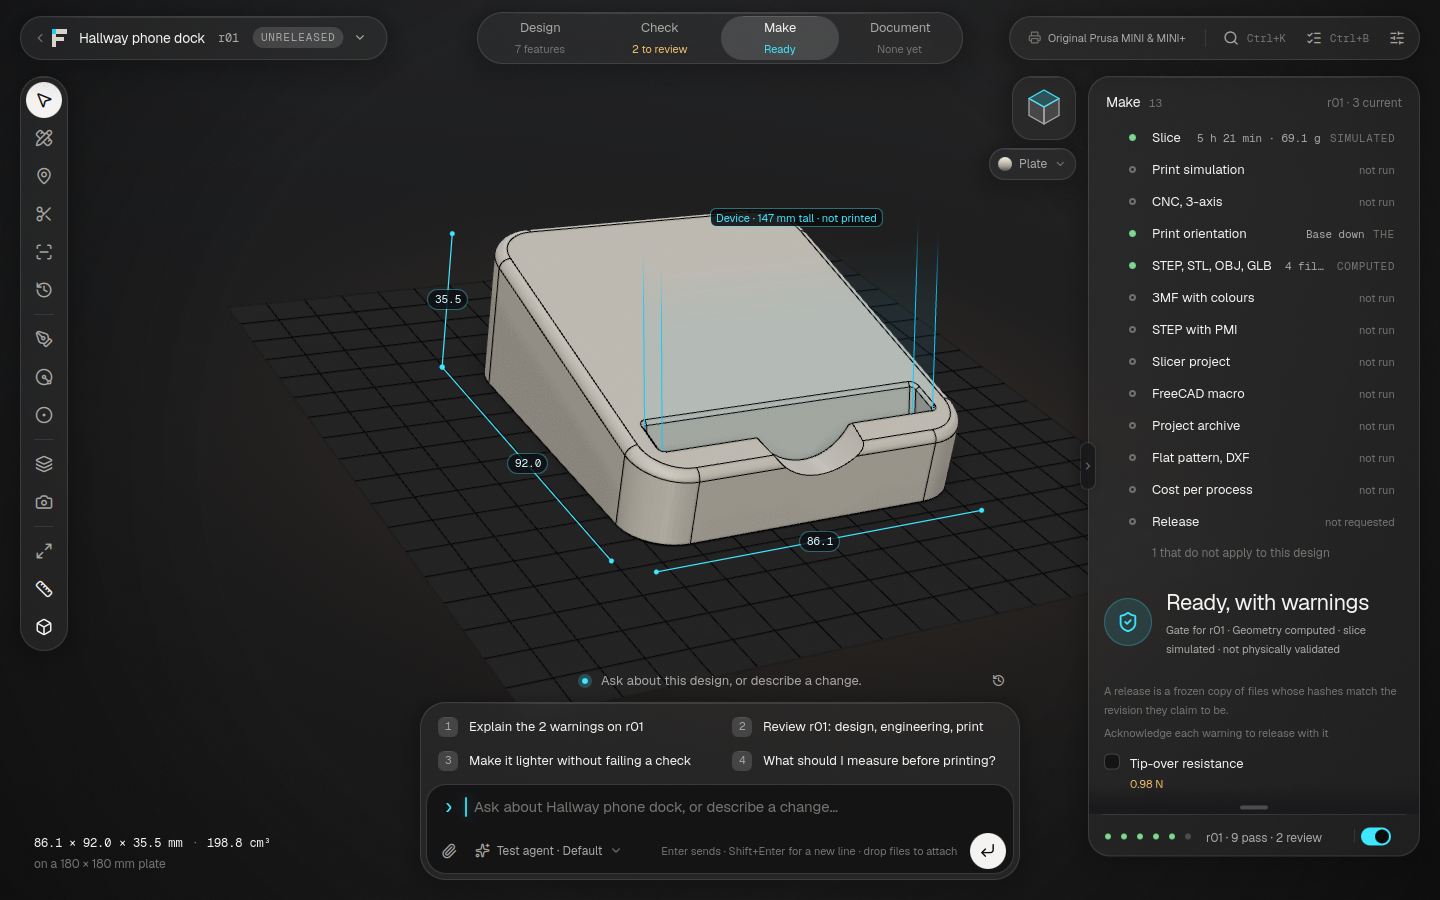 Hallway phone dock r01 UNRELEASED
Design
7 features
Check
2 to review
Make
Ready
Document
None yet
Original Prusa MINI & MINI+
Ctrl+K
Ctrl+B
Plate
Device · 147 mm tall · not printed
35.5
92.0
86.1
Make 13 r01 · 3 current
Slice 5 h 21 min · 69.1 g SIMULATED
Print simulation not run
CNC, 3-axis not run
Print orientation Base down THE
STEP, STL, OBJ, GLB 4 fil… COMPUTED
3MF with colours not run
STEP with PMI not run
Slicer project not run
FreeCAD macro not run
Project archive not run
Flat pattern, DXF not run
Cost per process not run
Release not requested
1 that do not apply to this design
Ready, with warnings
Gate for r01 · Geometry computed · slice
simulated · not physically validated
A release is a frozen copy of files whose hashes match the
revision they claim to be.
Acknowledge each warning to release with it
Tip-over resistance
0.98 N
r01 · 9 pass · 2 review
Ask about this design, or describe a change.
1 Explain the 2 warnings on r01
2 Review r01: design, engineering, print
3 Make it lighter without failing a check
4 What should I measure before printing?
Ask about Hallway phone dock, or describe a change...
Test agent · Default
Enter sends · Shift+Enter for a new line · drop files to attach
86.1 × 92.0 × 35.5 mm · 198.8 cm³
on a 180 × 180 mm plate